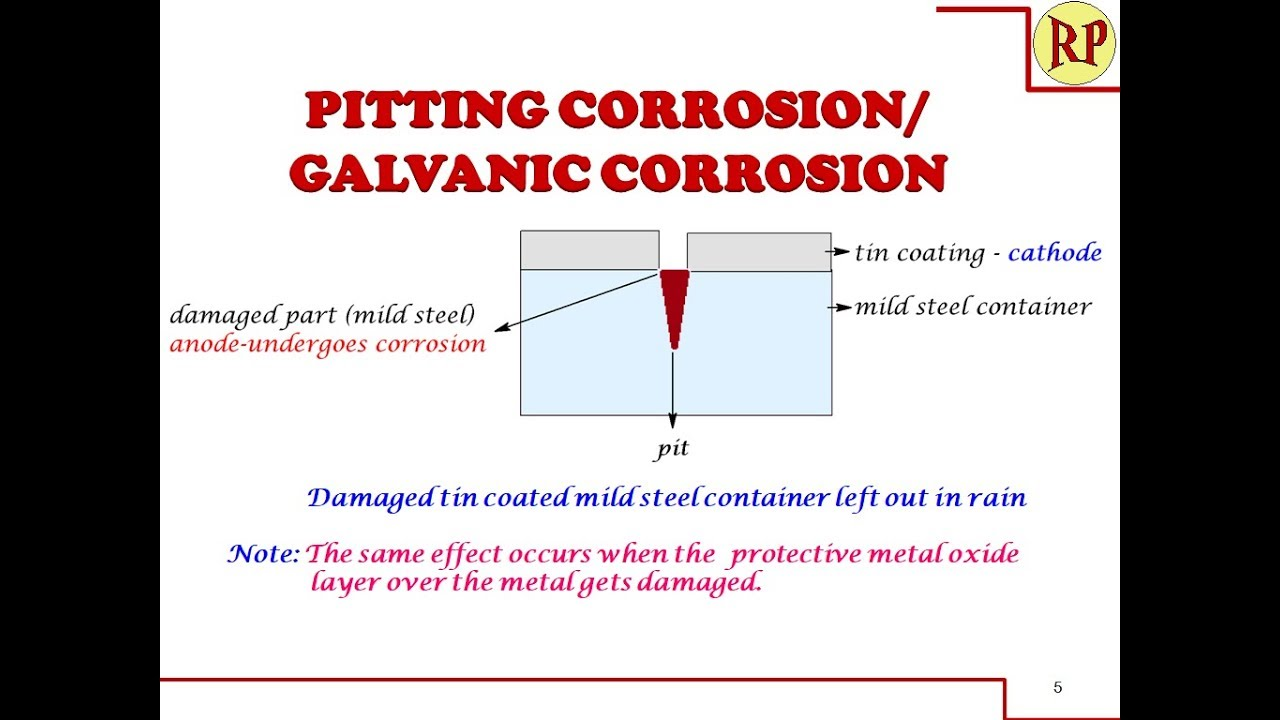 RP
PITTING CORROSION/
GALVANIC CORROSION
tin coating - cathode
mild steel container
damaged part (mild steel)
anode-undergoes corrosion
pit
Damaged tin coated mild steel container left out in rain
Note: The same effect occurs when the protective metal oxide
layer over the metal gets damaged.
5